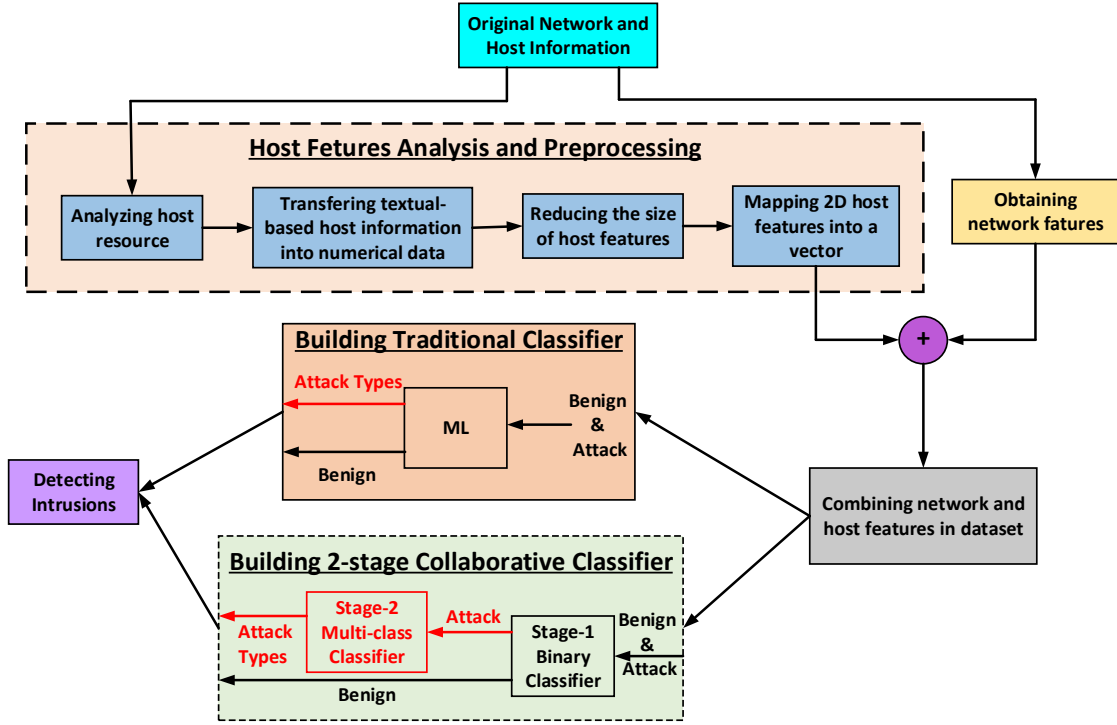 Original Network and
Host Information
Host Fetures Analysis and Preprocessing
Analyzing host
resource
Transfering textual-
based host information
into numerical data
Reducing the size
of host features
Mapping 2D host
features into a
vector
Obtaining
network fatures
+
Building Traditional Classifier
Attack Types
ML
Benign
&
Attack
Benign
Detecting
Intrusions
Combining network and
host features in dataset
Building 2-stage Collaborative Classifier
Stage-2
Multi-class
Classifier
Attack
Attack
Types
Stage-1
Binary
Classifier
Benign
&
Attack
Benign